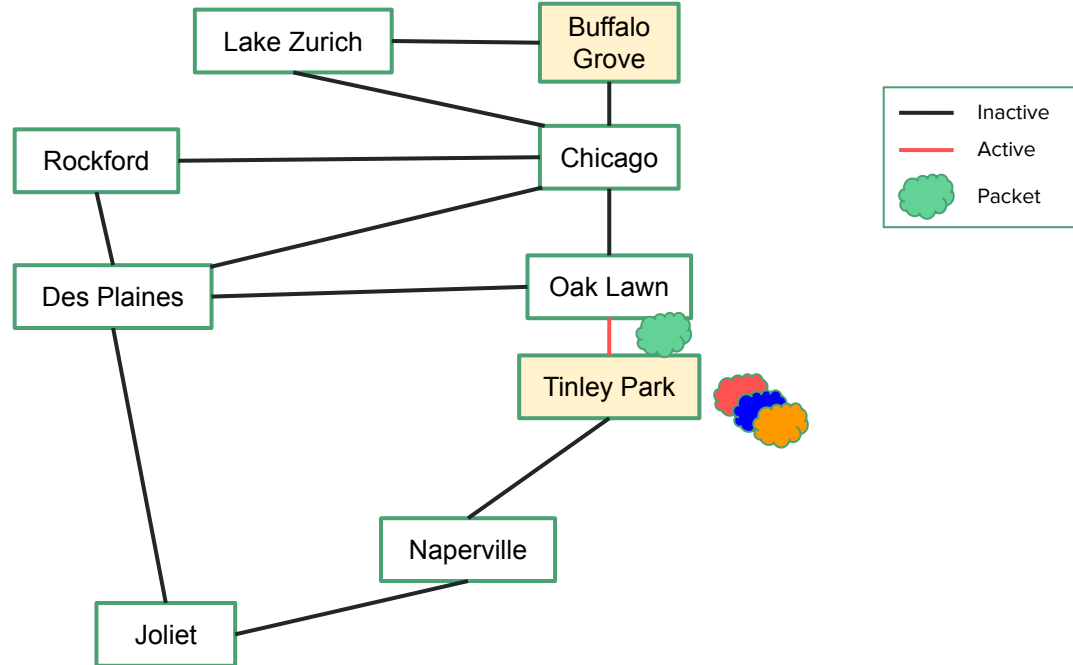 Lake Zurich
Buffalo
Grove
Rockford
Chicago
Des Plaines
Oak Lawn
Tinley Park
Naperville
Joliet
Inactive
Active
Packet